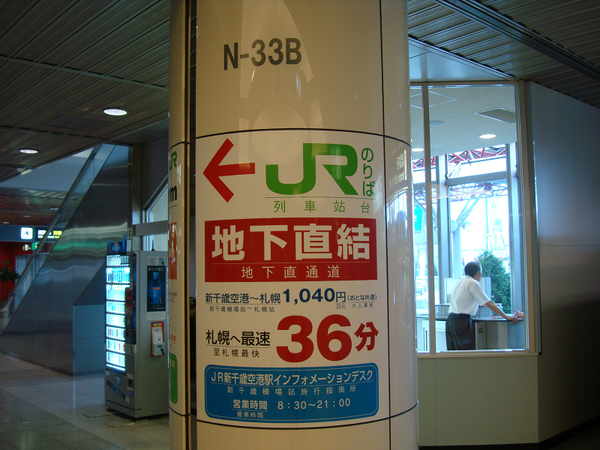 N-33B
← JR のりば
列車站台
地下直結
地下直通道
新千歳空港～札幌 1,040円 (おとな片道)
新千歳機場站～札幌站
札幌へ最速 36分
至札幌最快
JR新千歳空港駅インフォメーションデスク
新千歳機場站旅行指南所
営業時間 8:30～21:00
營業時間